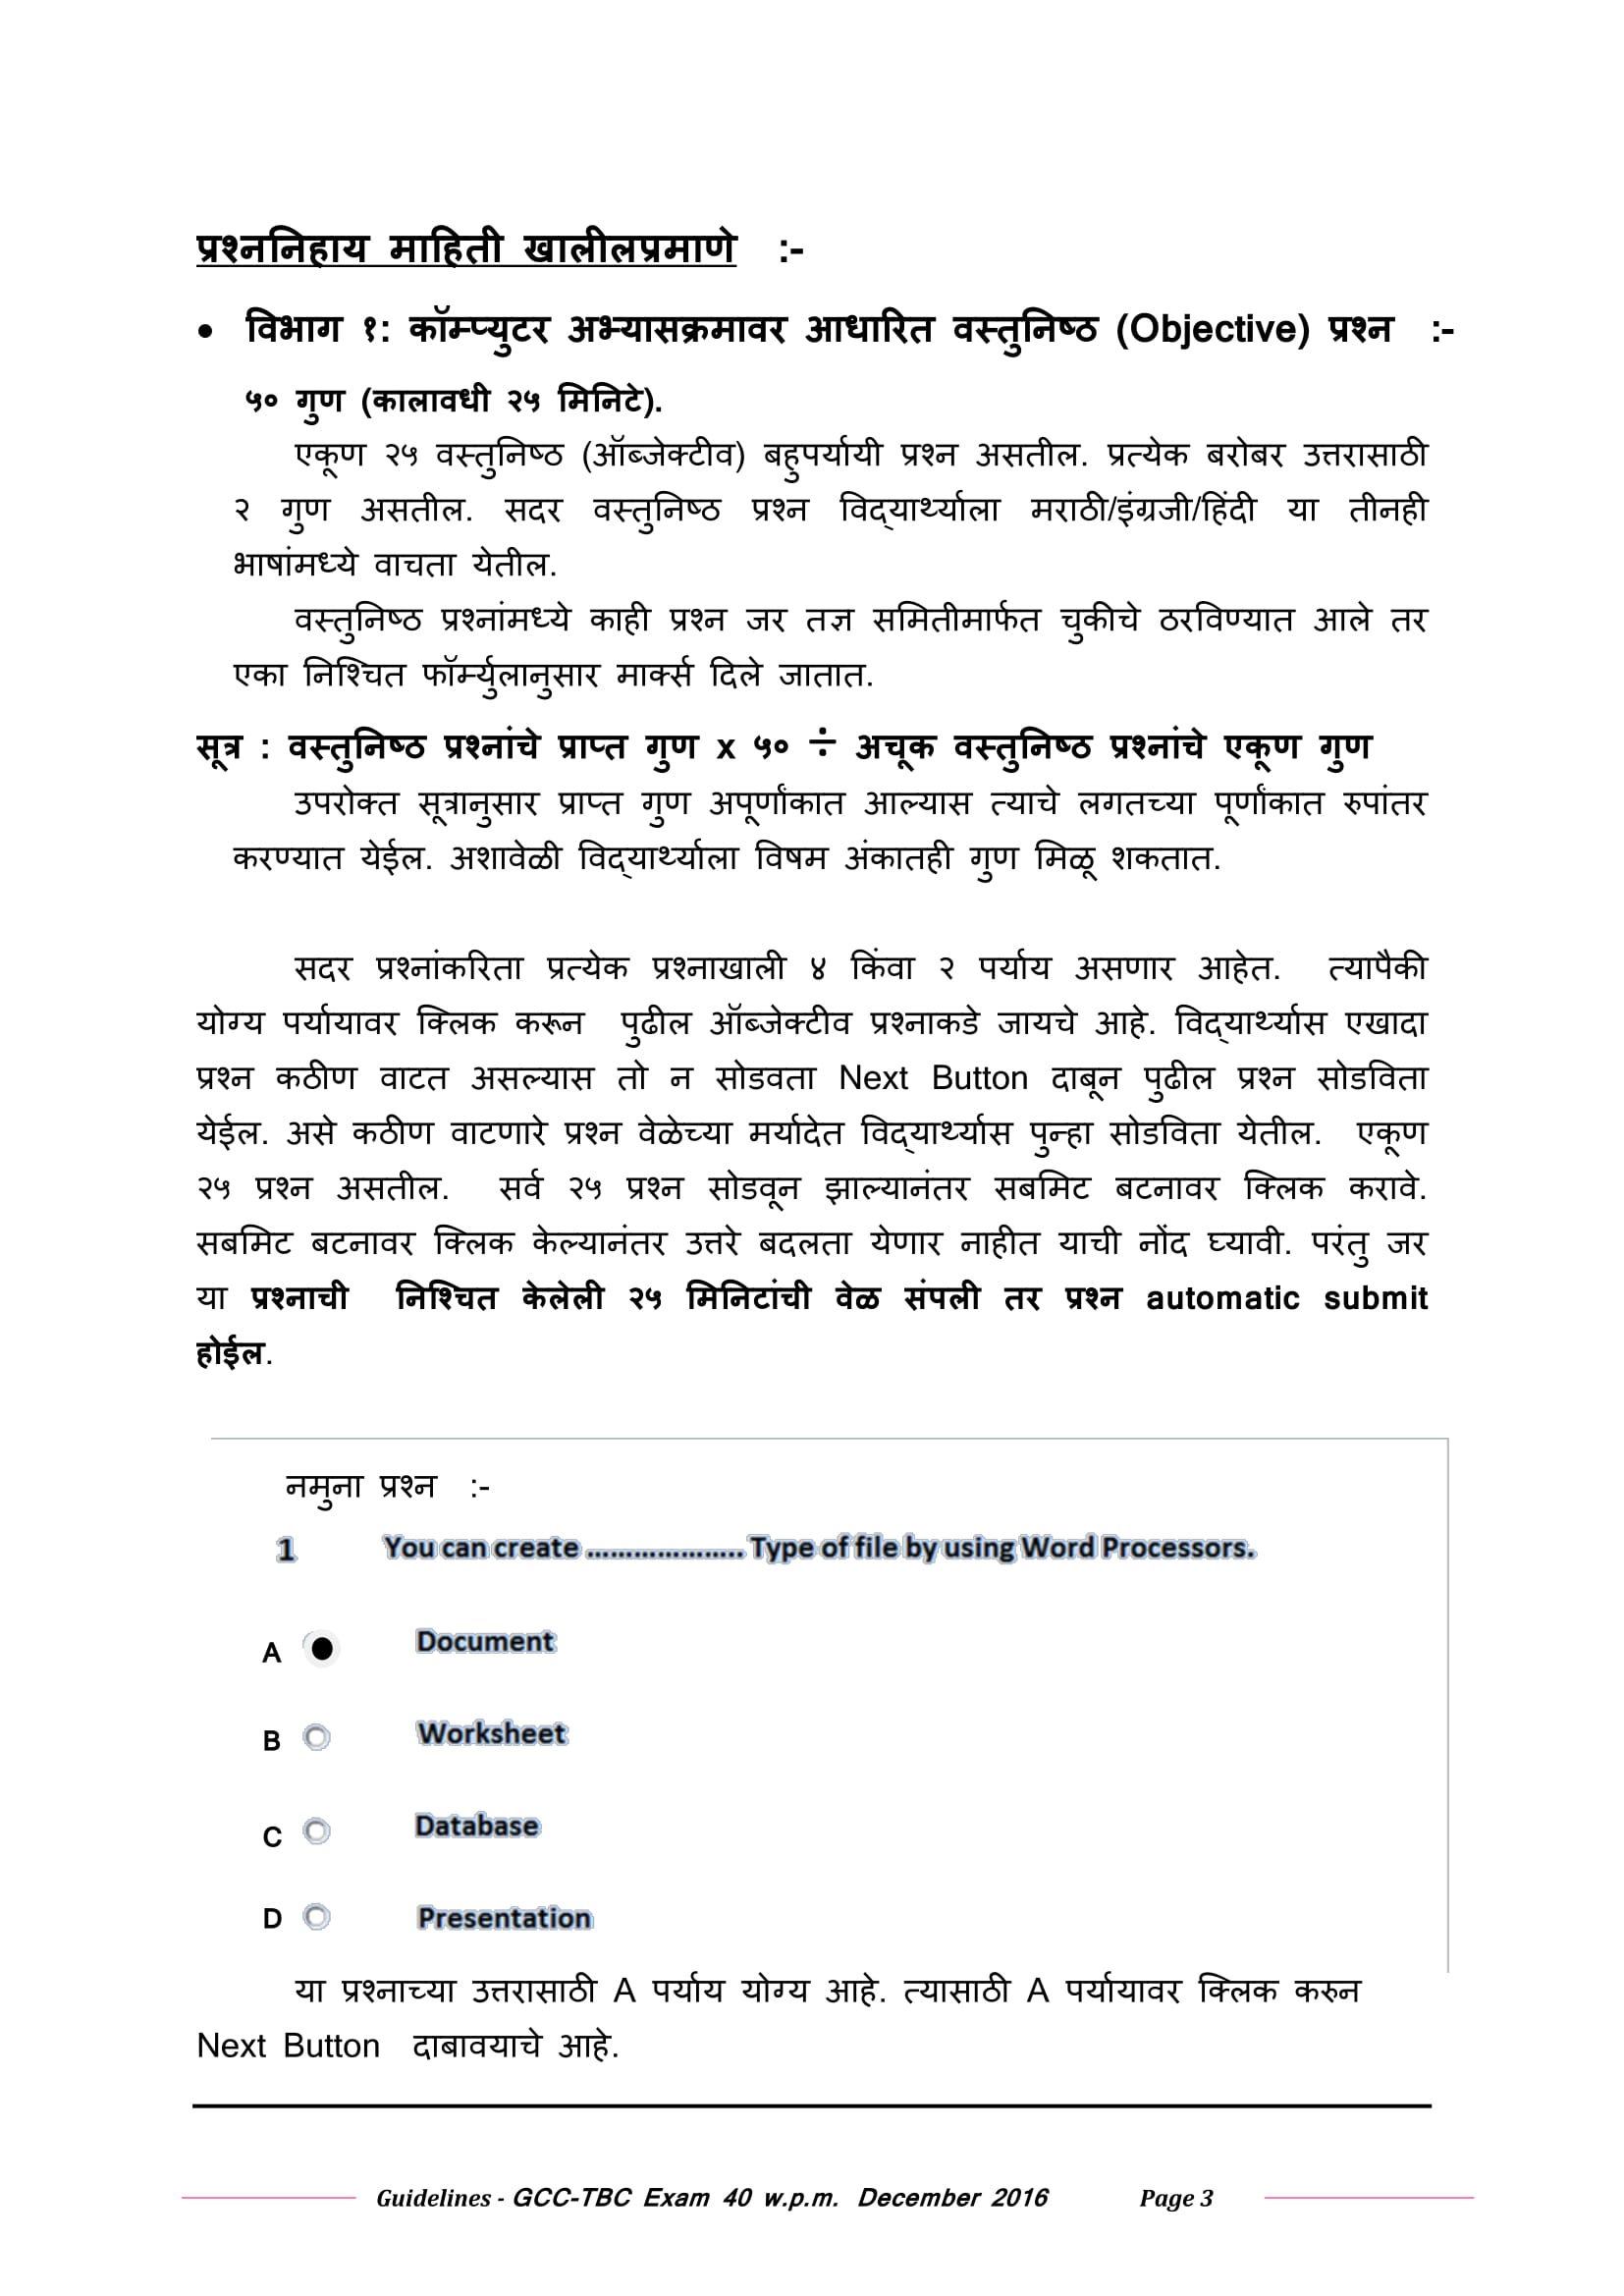 प्रश्ननिहाय माहिती खालीलप्रमाणे :-
• विभाग १: कॉम्प्युटर अभ्यासक्रमावर आधारित वस्तुनिष्ठ (Objective) प्रश्न :-
५० गुण (कालावधी २५ मिनिटे).
एकूण २५ वस्तुनिष्ठ (ऑब्जेक्टीव) बहुपर्यायी प्रश्न असतील. प्रत्येक बरोबर उत्तरासाठी
२ गुण असतील. सदर वस्तुनिष्ठ प्रश्न विद्यार्थ्याला मराठी/इंग्रजी/हिंदी या तीनही
भाषांमध्ये वाचता येतील.
वस्तुनिष्ठ प्रश्नांमध्ये काही प्रश्न जर तज्ञ समितीमार्फत चुकीचे ठरविण्यात आले तर
एका निश्चित फॉर्म्युलानुसार मार्क्स दिले जातात.
सूत्र : वस्तुनिष्ठ प्रश्नांचे प्राप्त गुण x ५० ÷ अचूक वस्तुनिष्ठ प्रश्नांचे एकूण गुण
उपरोक्त सूत्रानुसार प्राप्त गुण अपूर्णांकात आल्यास त्याचे लगतच्या पूर्णांकात रुपांतर
करण्यात येईल. अशावेळी विद्यार्थ्याला विषम अंकातही गुण मिळू शकतात.
सदर प्रश्नांकरिता प्रत्येक प्रश्नाखाली ४ किंवा २ पर्याय असणार आहेत. त्यापैकी
योग्य पर्यायावर क्लिक करून पुढील ऑब्जेक्टीव प्रश्नाकडे जायचे आहे. विद्यार्थ्यास एखादा
प्रश्न कठीण वाटत असल्यास तो न सोडवता Next Button दाबून पुढील प्रश्न सोडविता
येईल. असे कठीण वाटणारे प्रश्न वेळेच्या मर्यादेत विद्यार्थ्यास पुन्हा सोडविता येतील. एकूण
२५ प्रश्न असतील. सर्व २५ प्रश्न सोडवून झाल्यानंतर सबमिट बटनावर क्लिक करावे.
सबमिट बटनावर क्लिक केल्यानंतर उत्तरे बदलता येणार नाहीत याची नोंद घ्यावी. परंतु जर
या प्रश्नाची निश्चित केलेली २५ मिनिटांची वेळ संपली तर प्रश्न automatic submit
होईल.
नमुना प्रश्न :-
1 You can create ................... Type of file by using Word Processors.
A Document
B Worksheet
C Database
D Presentation
या प्रश्नाच्या उत्तरासाठी A पर्याय योग्य आहे. त्यासाठी A पर्यायावर क्लिक करुन
Next Button दाबावयाचे आहे.
Guidelines - GCC-TBC Exam 40 w.p.m. December 2016 Page 3